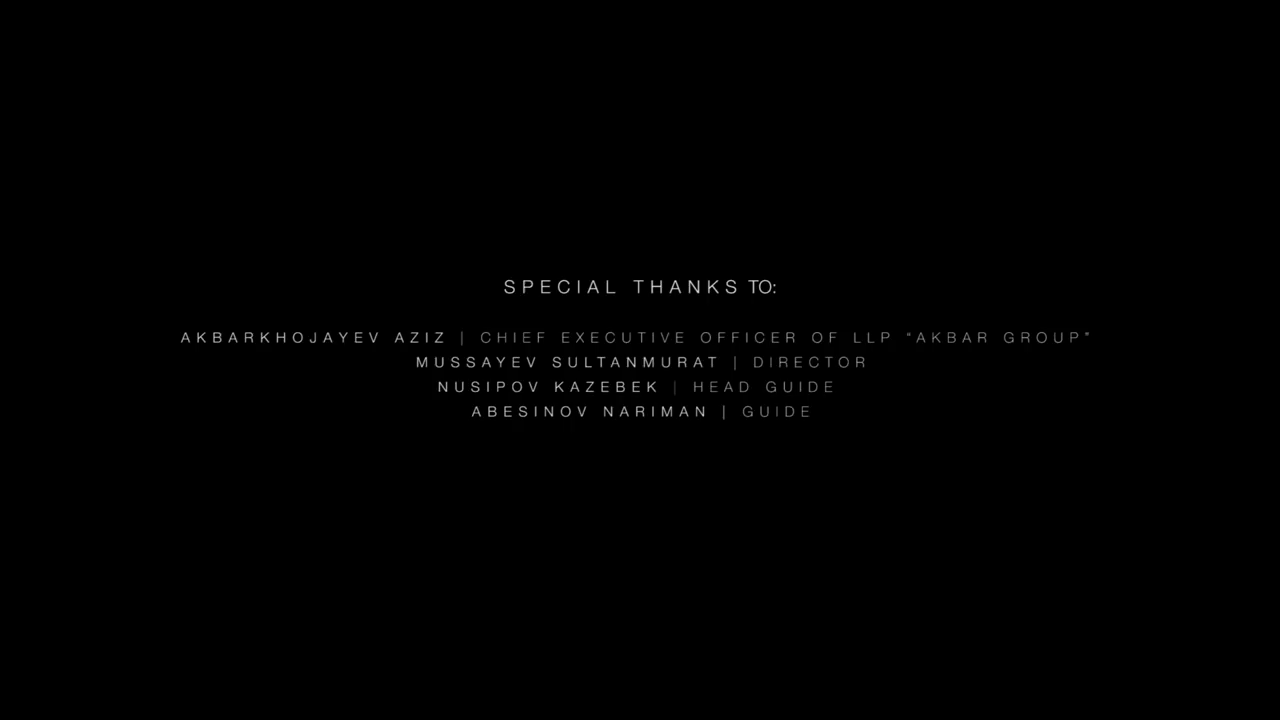 SPECIAL THANKS TO:
AKBARKHOJAYEV AZIZ | CHIEF EXECUTIVE OFFICER OF LLP “AKBAR GROUP”
MUSSAYEV SULTANMURAT | DIRECTOR
NUSIPOV KAZEBEK | HEAD GUIDE
ABESINOV NARIMAN | GUIDE